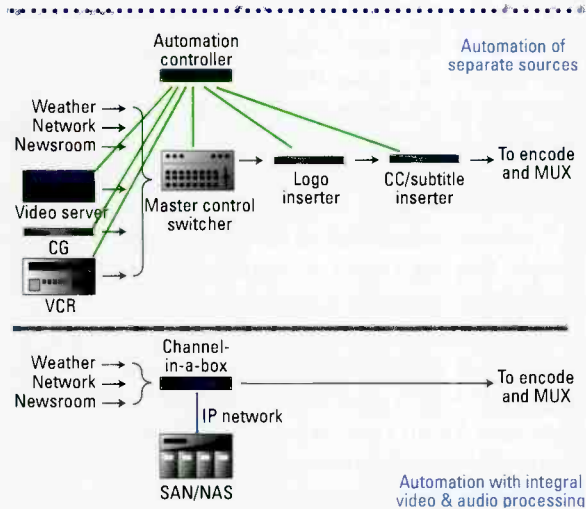 Automation
controller
Automation of
separate sources
Weather
Network
Newsroom
Video server
CG
VCR
Master control
switcher
Logo
inserter
CC/subtitle
inserter
To encode
and MUX
Weather
Network
Newsroom
Channel-
in-a-box
IP network
SAN/NAS
To encode
and MUX
Automation with integral
video & audio processing